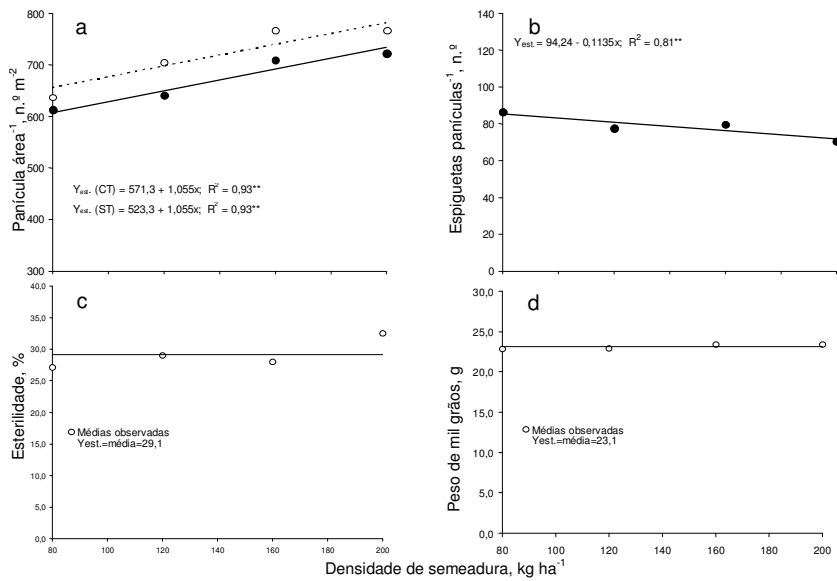 a
Panícula área⁻¹, n.º m⁻²
800
700
600
500
400
300
Yest. (CT) = 571,3 + 1,055x; R² = 0,93**
Yest. (ST) = 523,3 + 1,055x; R² = 0,93**
b
Espiguetas panículas⁻¹, n.º
140
120
100
80
60
40
20
0
Yest. = 94,24 - 0,1135x; R² = 0,81**
c
Esterilidade, %
40,0
35,0
30,0
25,0
20,0
15,0
10,0
5,0
0,0
Médias observadas
Yest.=média=29,1
80 120 160 200
d
Peso de mil grãos, g
30,0
25,0
20,0
15,0
10,0
5,0
0,0
Médias observadas
Yest.=média=23,1
80 120 160 200
Densidade de semeadura, kg ha⁻¹